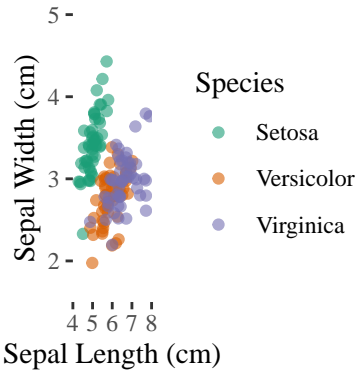 5
4
3
2
Sepal Width (cm)
4 5 6 7 8
Sepal Length (cm)
Species
Setosa
Versicolor
Virginica